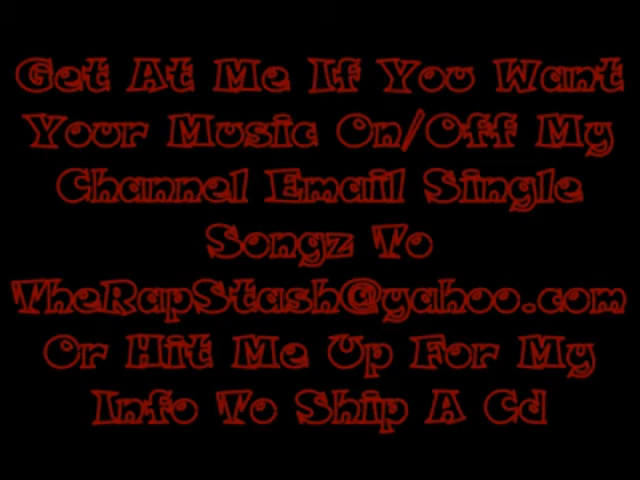 Get At Me If You Want
Your Music On/Off My
Channel Email Single
Songz To
TheRapStash@yahoo.com
Or Hit Me Up For My
Info To Ship A Cd